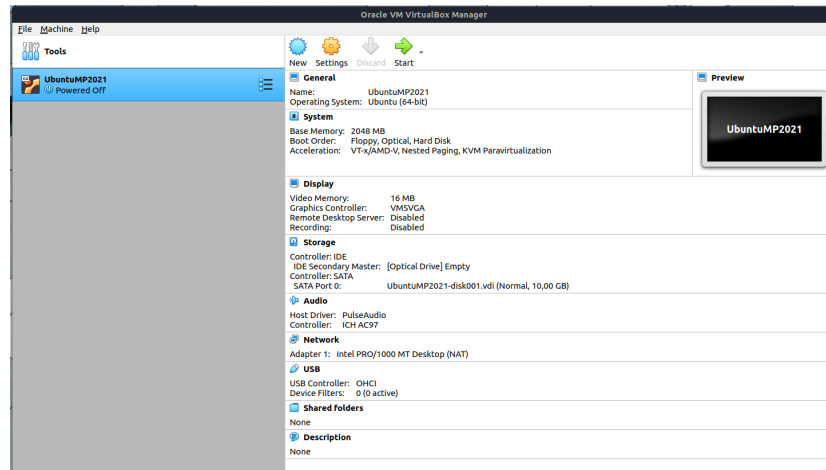 Oracle VM VirtualBox Manager
File Machine Help
Tools
New Settings Discard Start
UbuntuMP2021
Powered Off
General
Name: UbuntuMP2021
Operating System: Ubuntu (64-bit)
System
Base Memory: 2048 MB
Boot Order: Floppy, Optical, Hard Disk
Acceleration: VT-x/AMD-V, Nested Paging, KVM Paravirtualization
Preview
UbuntuMP2021
Display
Video Memory: 16 MB
Graphics Controller: VMSVGA
Remote Desktop Server: Disabled
Recording: Disabled
Storage
Controller: IDE
IDE Secondary Master: [Optical Drive] Empty
Controller: SATA
SATA Port 0: UbuntuMP2021-disk001.vdi (Normal, 10,00 GB)
Audio
Host Driver: PulseAudio
Controller: ICH AC97
Network
Adapter 1: Intel PRO/1000 MT Desktop (NAT)
USB
USB Controller: OHCI
Device Filters: 0 (0 active)
Shared folders
None
Description
None